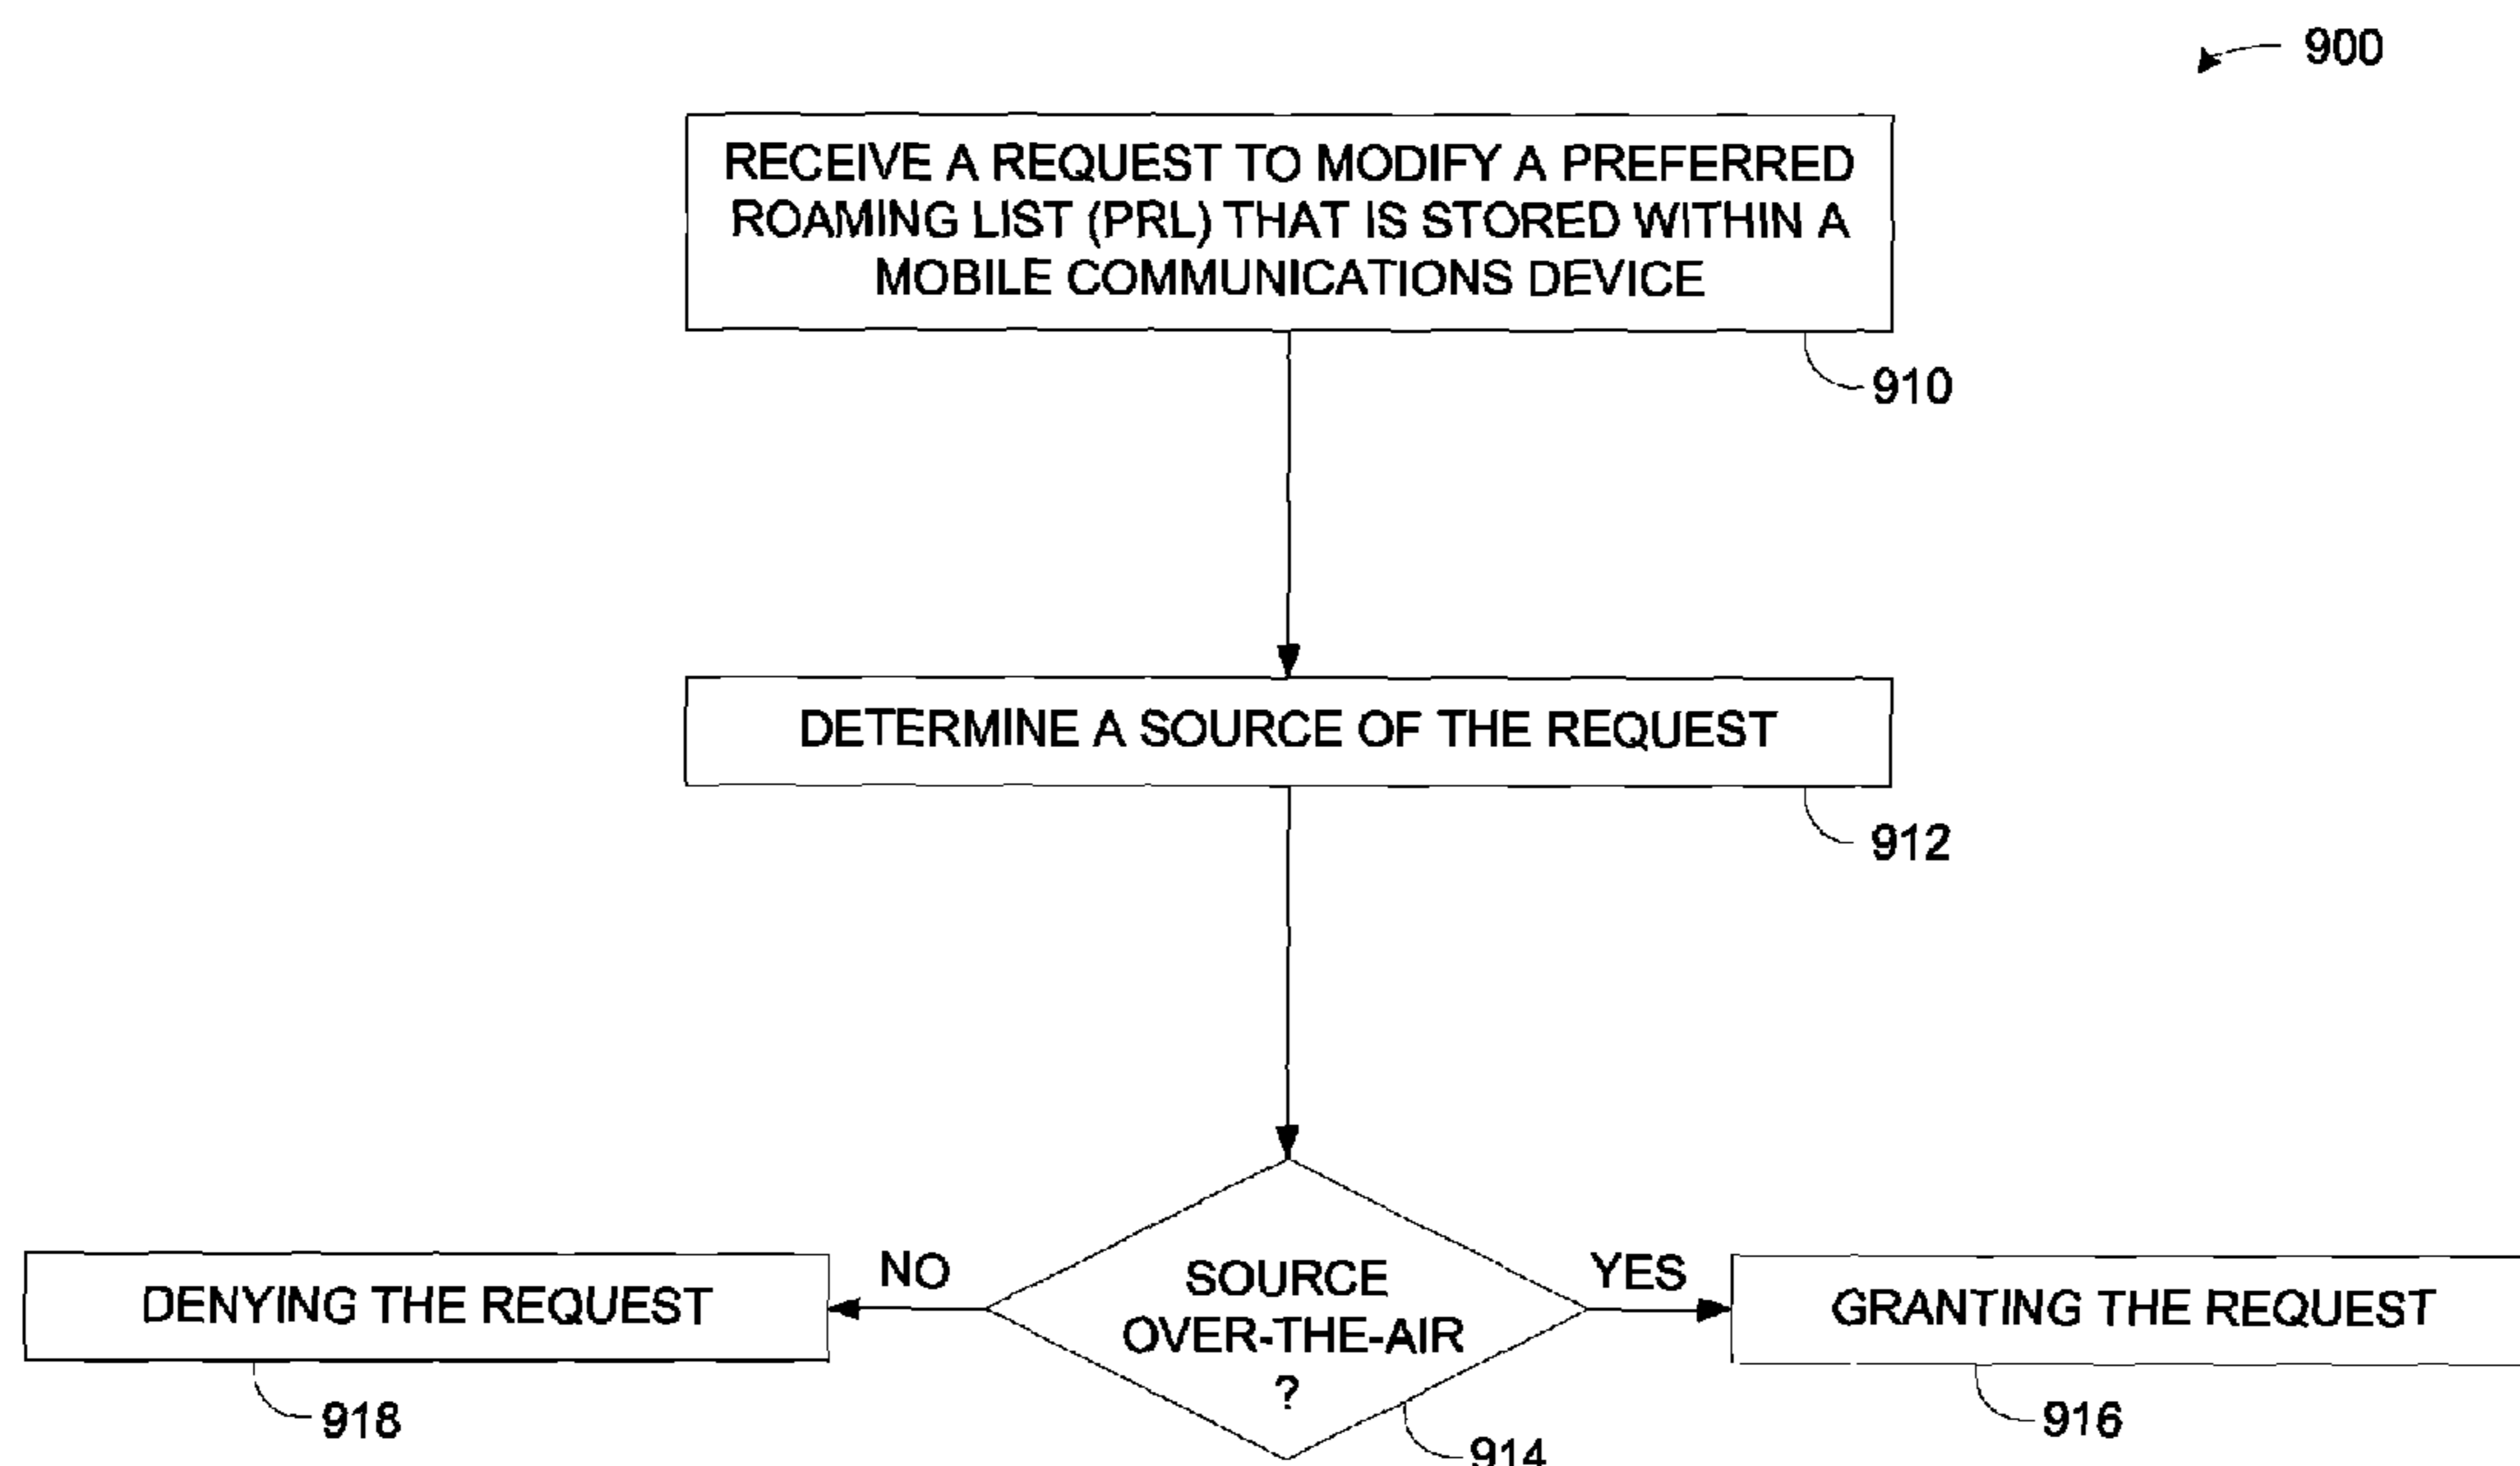 900
RECEIVE A REQUEST TO MODIFY A PREFERRED
ROAMING LIST (PRL) THAT IS STORED WITHIN A
MOBILE COMMUNICATIONS DEVICE
910
DETERMINE A SOURCE OF THE REQUEST
912
DENYING THE REQUEST
918
NO
SOURCE
OVER-THE-AIR
?
914
YES
GRANTING THE REQUEST
916